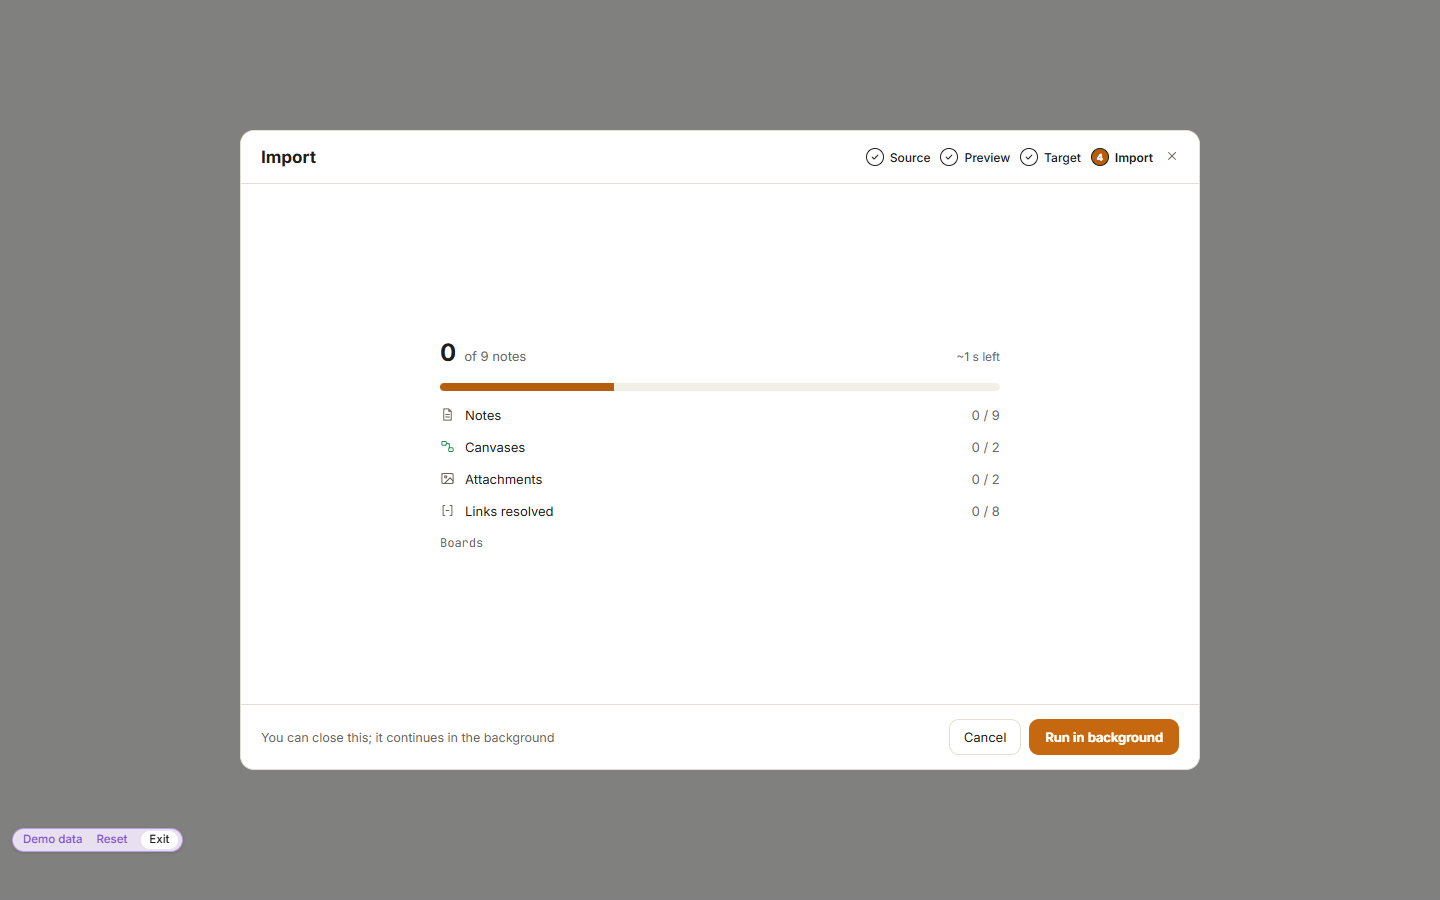 Import
Source Preview Target 4 Import
0 of 9 notes ~1 s left
Notes 0 / 9
Canvases 0 / 2
Attachments 0 / 2
Links resolved 0 / 8
Boards
You can close this; it continues in the background Cancel Run in background
Demo data Reset Exit